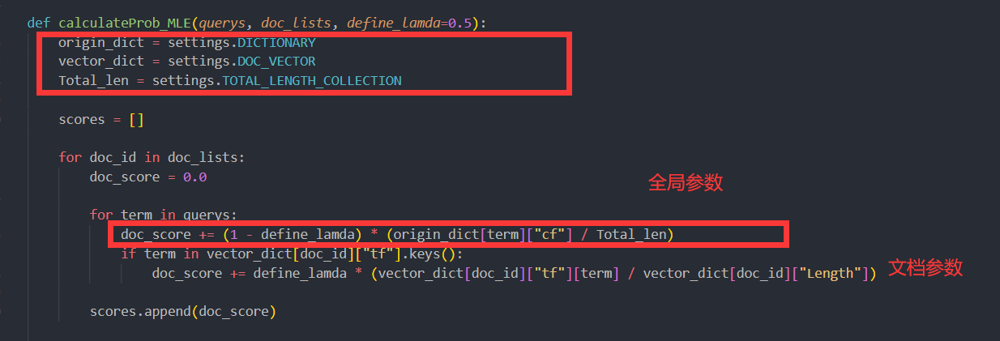 def calculateProb_MLE(querys, doc_lists, define_lamda=0.5):
origin_dict = settings.DICTIONARY
vector_dict = settings.DOC_VECTOR
Total_len = settings.TOTAL_LENGTH_COLLECTION
scores = []
for doc_id in doc_lists:
doc_score = 0.0
全局参数
for term in querys:
doc_score += (1 - define_lamda) * (origin_dict[term]["cf"] / Total_len)
if term in vector_dict[doc_id]["tf"].keys():
doc_score += define_lamda * (vector_dict[doc_id]["tf"][term] / vector_dict[doc_id]["Length"])
文档参数
scores.append(doc_score)